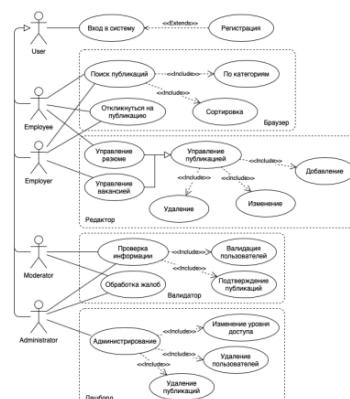 <<Extends>>
Вход в систему
Регистрация
User
Поиск публикаций
<<Include>>
По категориям
<<Include>>
Откликнуться на
публикацию
Сортировка
Employee
Браузер
Управление
резюме
Управление
публикацией
<<Include>>
Добавление
Employer
Управление
вакансией
<<Include>>
<<Include>>
Удаление
Изменение
Редактор
Проверка
информации
<<Include>>
Валидация
пользователей
Moderator
<<Include>>
Обработка жалоб
Подтверждение
публикаций
Валидатор
Administrator
Администрирование
<<Include>>
Изменение уровня
доступа
<<Include>>
Удаление
пользователей
<<Include>>
Удаление
публикаций